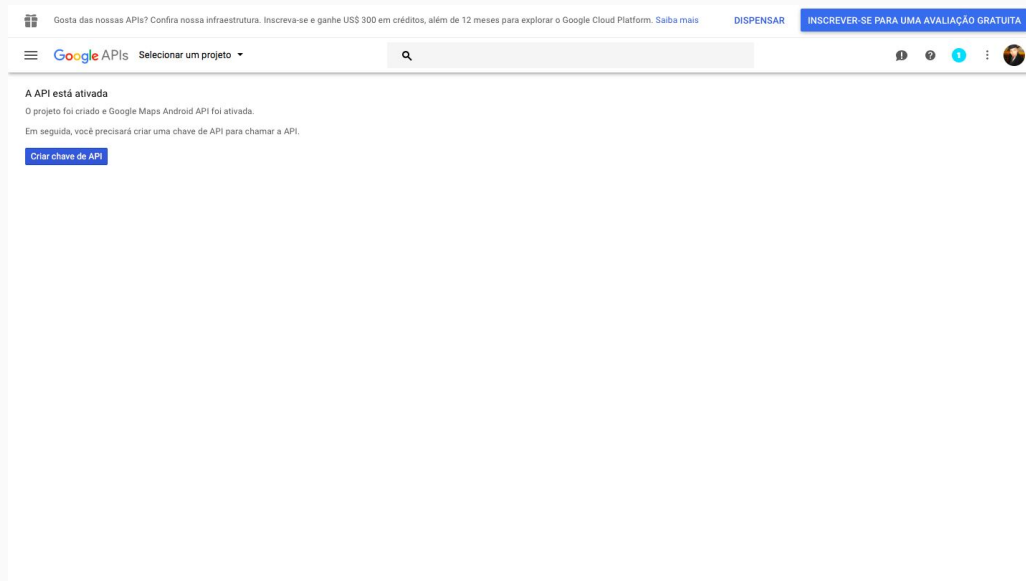 Gosta das nossas APIs? Confira nossa infraestrutura. Inscreva-se e ganhe US$ 300 em créditos, além de 12 meses para explorar o Google Cloud Platform. Saiba mais DISPENSAR INSCREVER-SE PARA UMA AVALIAÇÃO GRATUITA
Google APIs Selecionar um projeto
A API está ativada
O projeto foi criado e Google Maps Android API foi ativada.
Em seguida, você precisará criar uma chave de API para chamar a API.
Criar chave de API